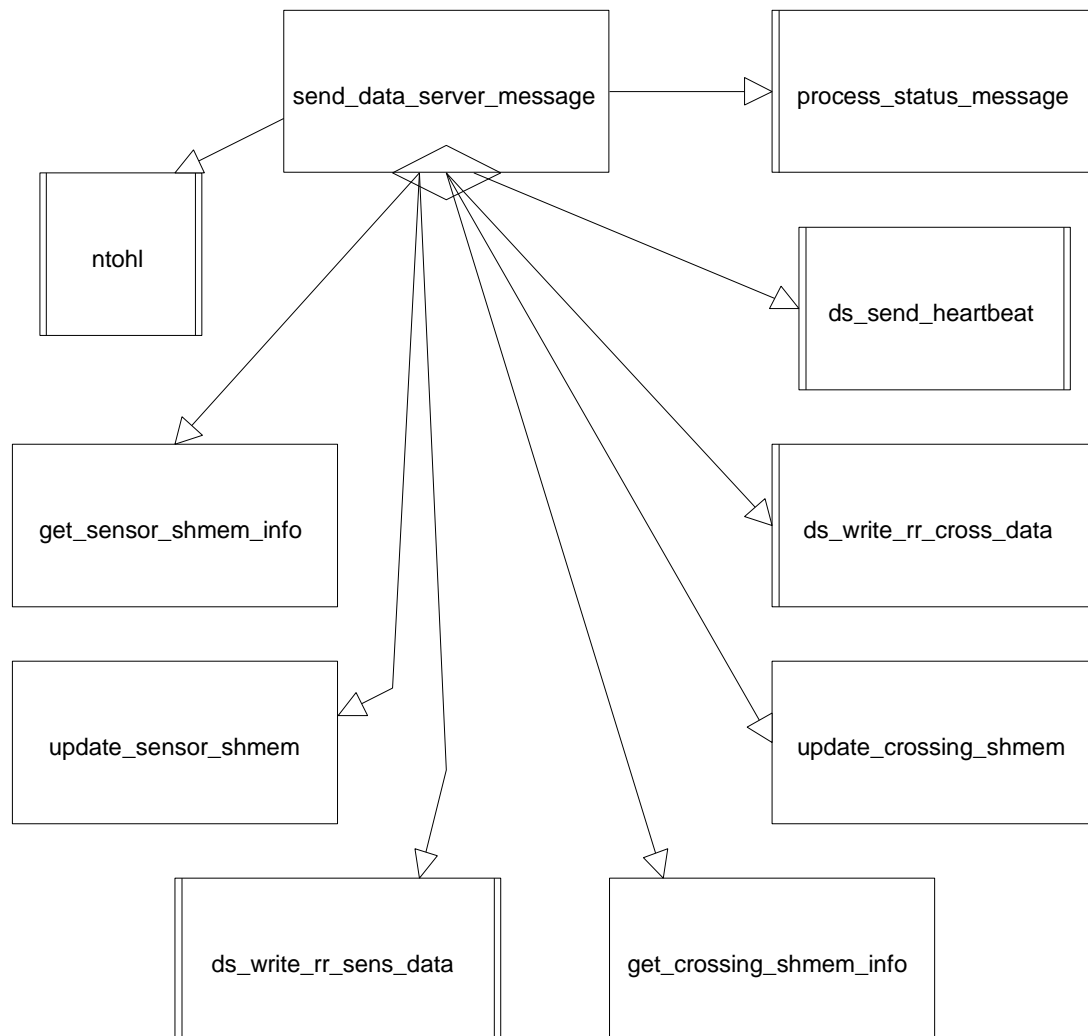 send_data_server_message
process_status_message
ntohl
ds_send_heartbeat
get_sensor_shmem_info
ds_write_rr_cross_data
update_sensor_shmem
update_crossing_shmem
ds_write_rr_sens_data
get_crossing_shmem_info